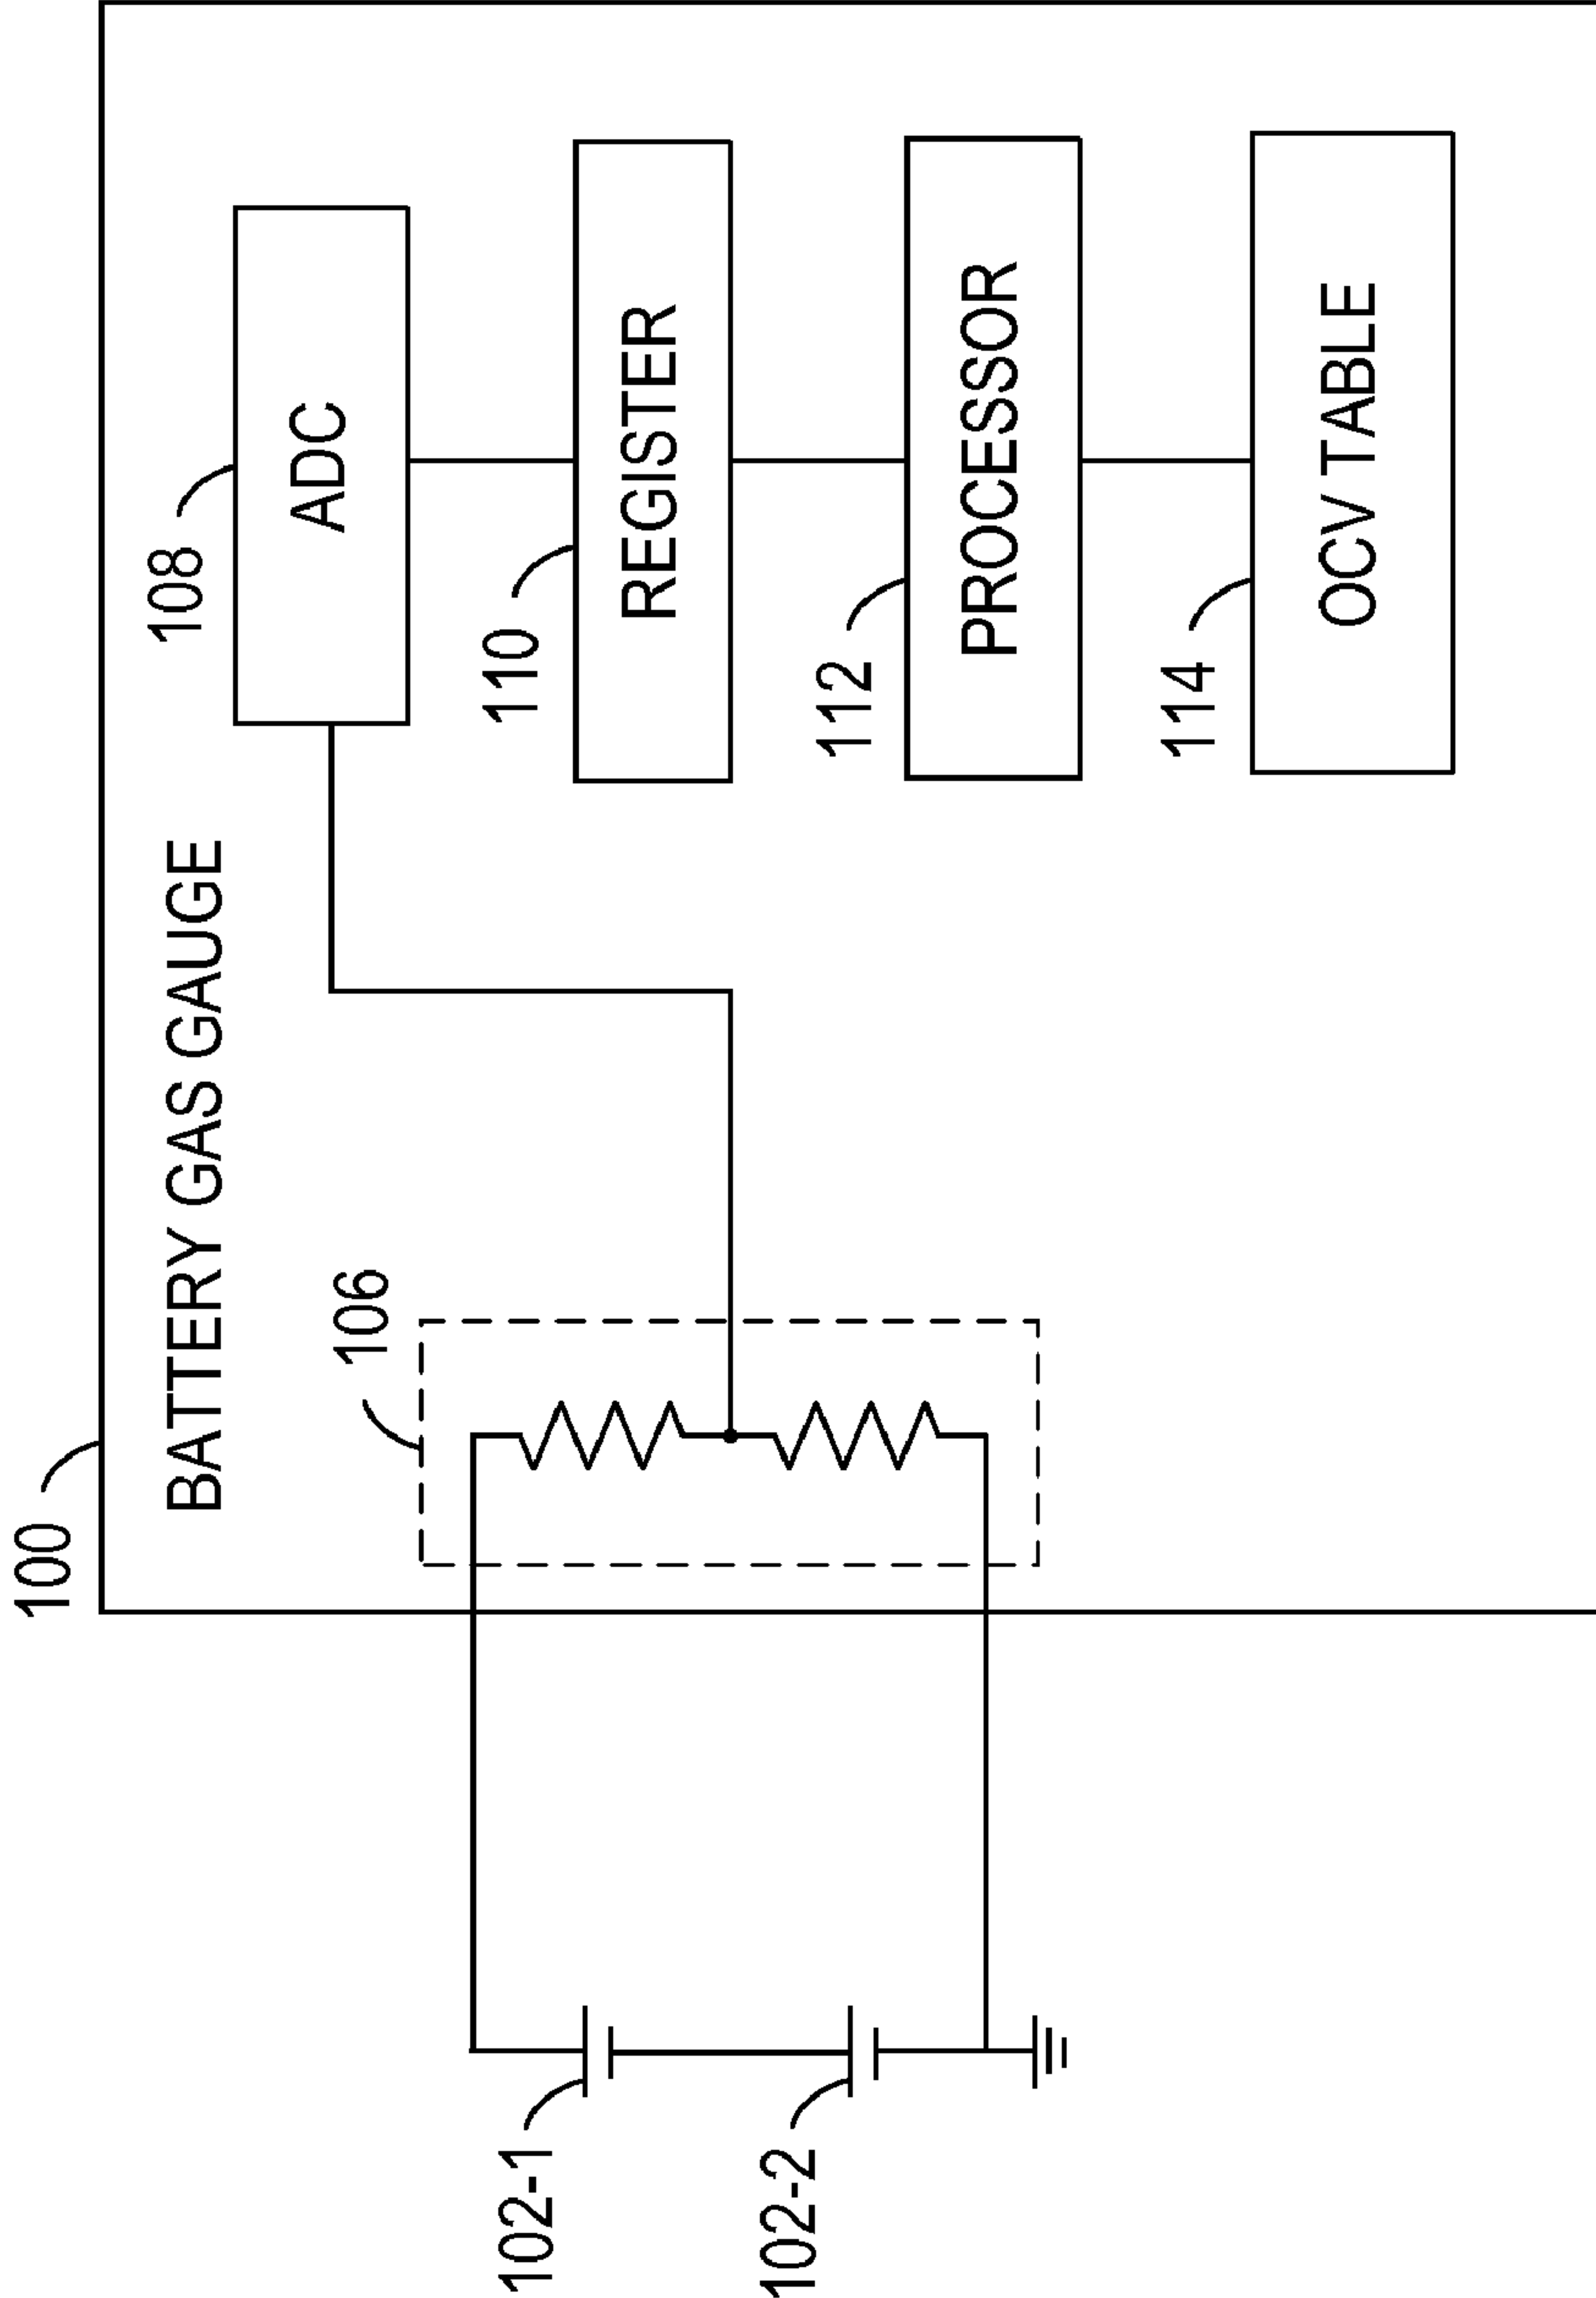 100
BATTERY GAS GAUGE
108
ADC
106
110
REGISTER
102-1
112
PROCESSOR
102-2
114
OCV TABLE